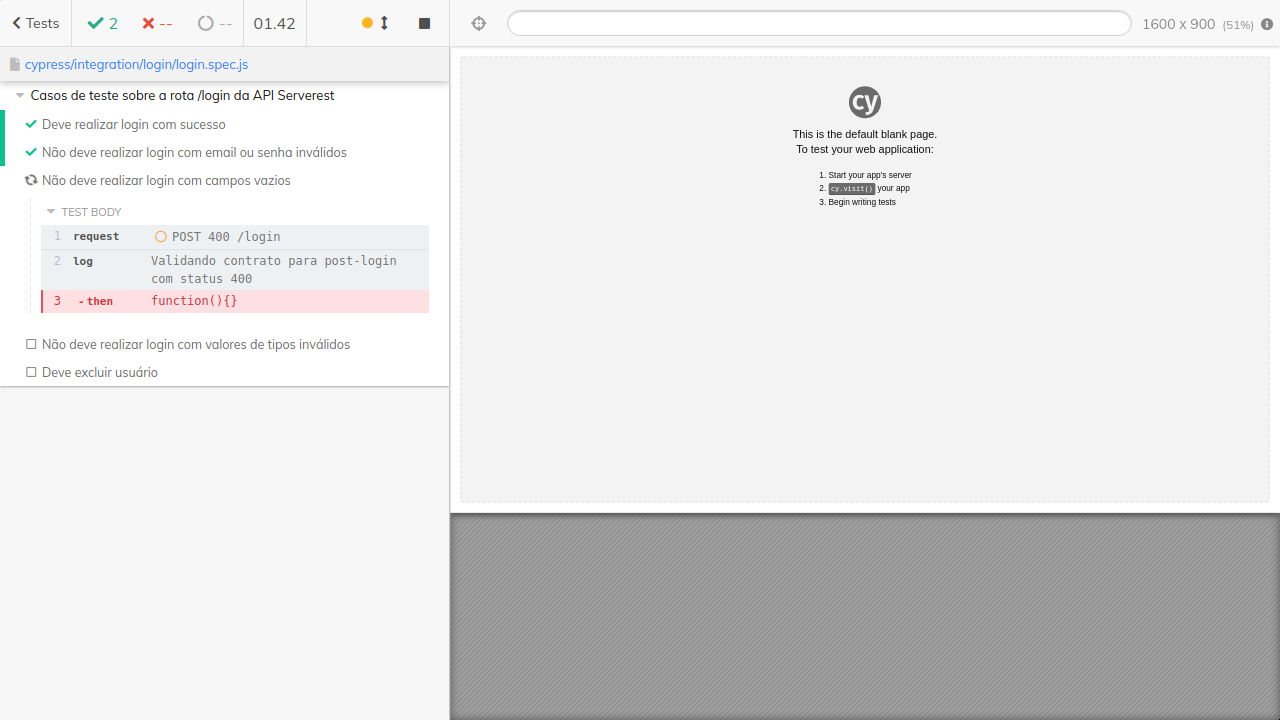 Tests
2
--
--
01.42
1600 x 900 (51%)
cypress/integration/login/login.spec.js
Casos de teste sobre a rota /login da API Serverest
Deve realizar login com sucesso
Não deve realizar login com email ou senha inválidos
Não deve realizar login com campos vazios
TEST BODY
1 request POST 400 /login
2 log Validando contrato para post-login
com status 400
3 -then function(){}
Não deve realizar login com valores de tipos inválidos
Deve excluir usuário
cy
This is the default blank page.
To test your web application:
1. Start your app's server
2. cy.visit() your app
3. Begin writing tests